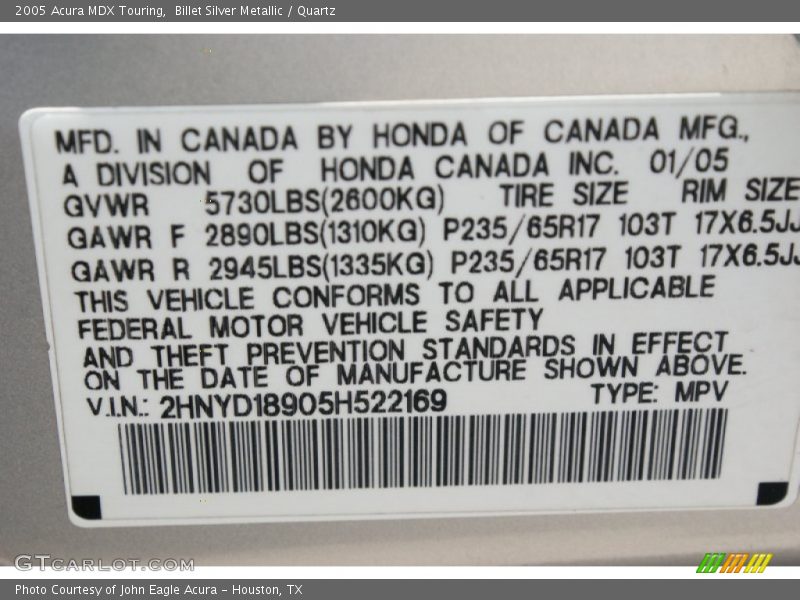 2005 Acura MDX Touring,  Billet Silver Metallic / Quartz
MFD. IN CANADA BY HONDA OF CANADA MFG.,
A DIVISION OF HONDA CANADA INC. 01/05
GVWR 5730LBS(2600KG) TIRE SIZE RIM SIZE
GAWR F 2890LBS(1310KG) P235/65R17 103T 17X6.5JJ
GAWR R 2945LBS(1335KG) P235/65R17 103T 17X6.5JJ
THIS VEHICLE CONFORMS TO ALL APPLICABLE
FEDERAL MOTOR VEHICLE SAFETY
AND THEFT PREVENTION STANDARDS IN EFFECT
ON THE DATE OF MANUFACTURE SHOWN ABOVE.
V.I.N.: 2HNYD18905H522169 TYPE: MPV
GTCARLOT.COM
Photo Courtesy of John Eagle Acura - Houston, TX